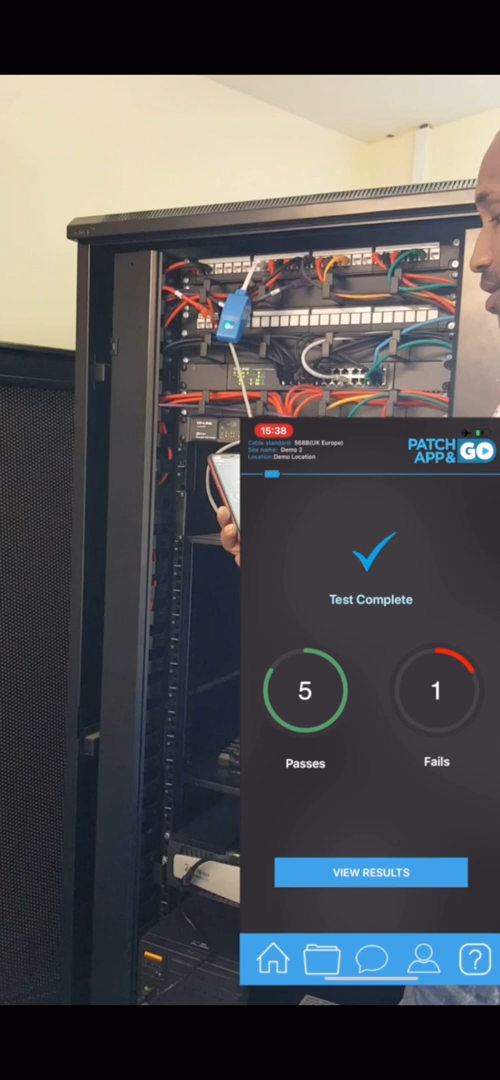 15:38
Cable standard: 568B(UK Europe)
Site name: Demo 2
Location:Demo Location
PATCH
APP& GO
Test Complete
5
1
Passes
Fails
VIEW RESULTS
?